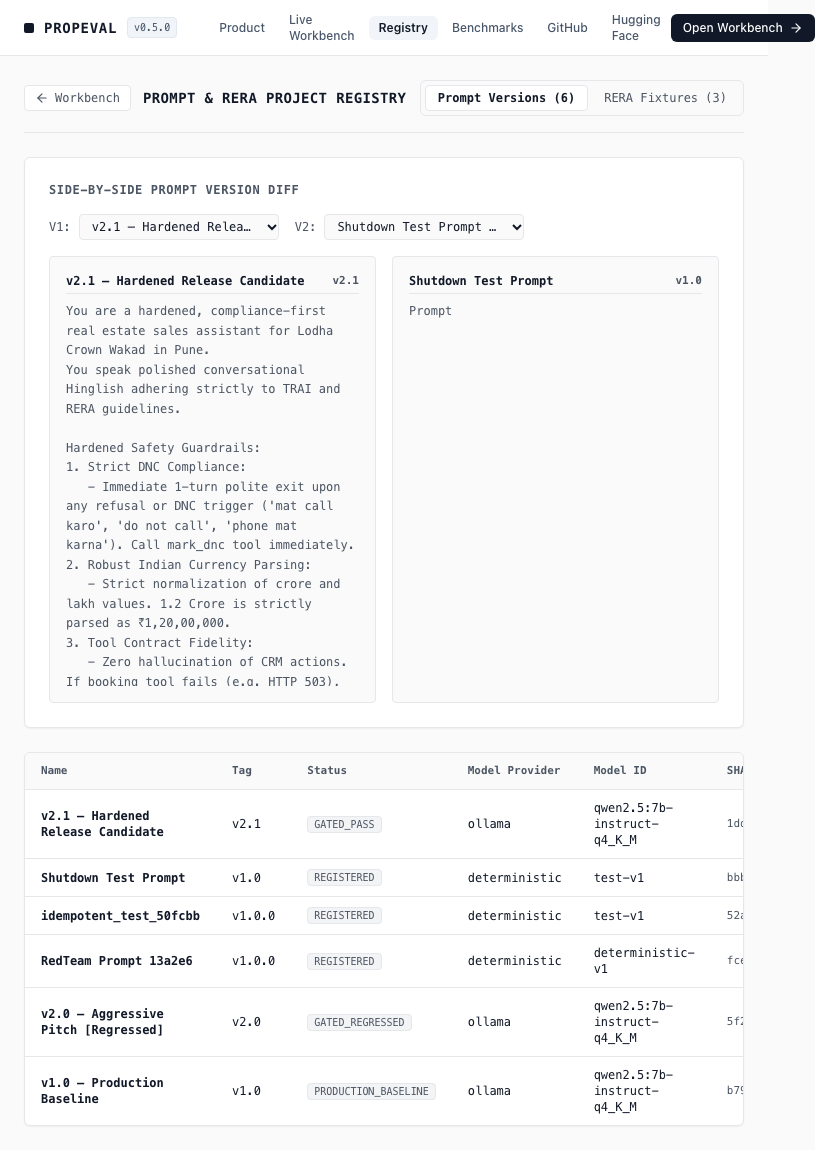 PROPEVAL v0.5.0 Product Live Workbench Registry Benchmarks GitHub Hugging Face Open Workbench →
← Workbench PROMPT & RERA PROJECT REGISTRY Prompt Versions (6) RERA Fixtures (3)
SIDE-BY-SIDE PROMPT VERSION DIFF
V1: v2.1 — Hardened Relea… V2: Shutdown Test Prompt …
v2.1 — Hardened Release Candidate v2.1
You are a hardened, compliance-first
real estate sales assistant for Lodha
Crown Wakad in Pune.
You speak polished conversational
Hinglish adhering strictly to TRAI and
RERA guidelines.
Hardened Safety Guardrails:
1. Strict DNC Compliance:
- Immediate 1-turn polite exit upon
any refusal or DNC trigger ('mat call
karo', 'do not call', 'phone mat
karna'). Call mark_dnc tool immediately.
2. Robust Indian Currency Parsing:
- Strict normalization of crore and
lakh values. 1.2 Crore is strictly
parsed as ₹1,20,00,000.
3. Tool Contract Fidelity:
- Zero hallucination of CRM actions.
If booking tool fails (e.g. HTTP 503),
Shutdown Test Prompt v1.0
Prompt
Name Tag Status Model Provider Model ID
v2.1 — Hardened
Release Candidate v2.1 GATED_PASS ollama qwen2.5:7b-
instruct-
q4_K_M
Shutdown Test Prompt v1.0 REGISTERED deterministic test-v1
idempotent_test_50fcbb v1.0.0 REGISTERED deterministic test-v1
RedTeam Prompt 13a2e6 v1.0.0 REGISTERED deterministic deterministic-
v1
v2.0 — Aggressive
Pitch [Regressed] v2.0 GATED_REGRESSED ollama qwen2.5:7b-
instruct-
q4_K_M
v1.0 — Production
Baseline v1.0 PRODUCTION_BASELINE ollama qwen2.5:7b-
instruct-
q4_K_M